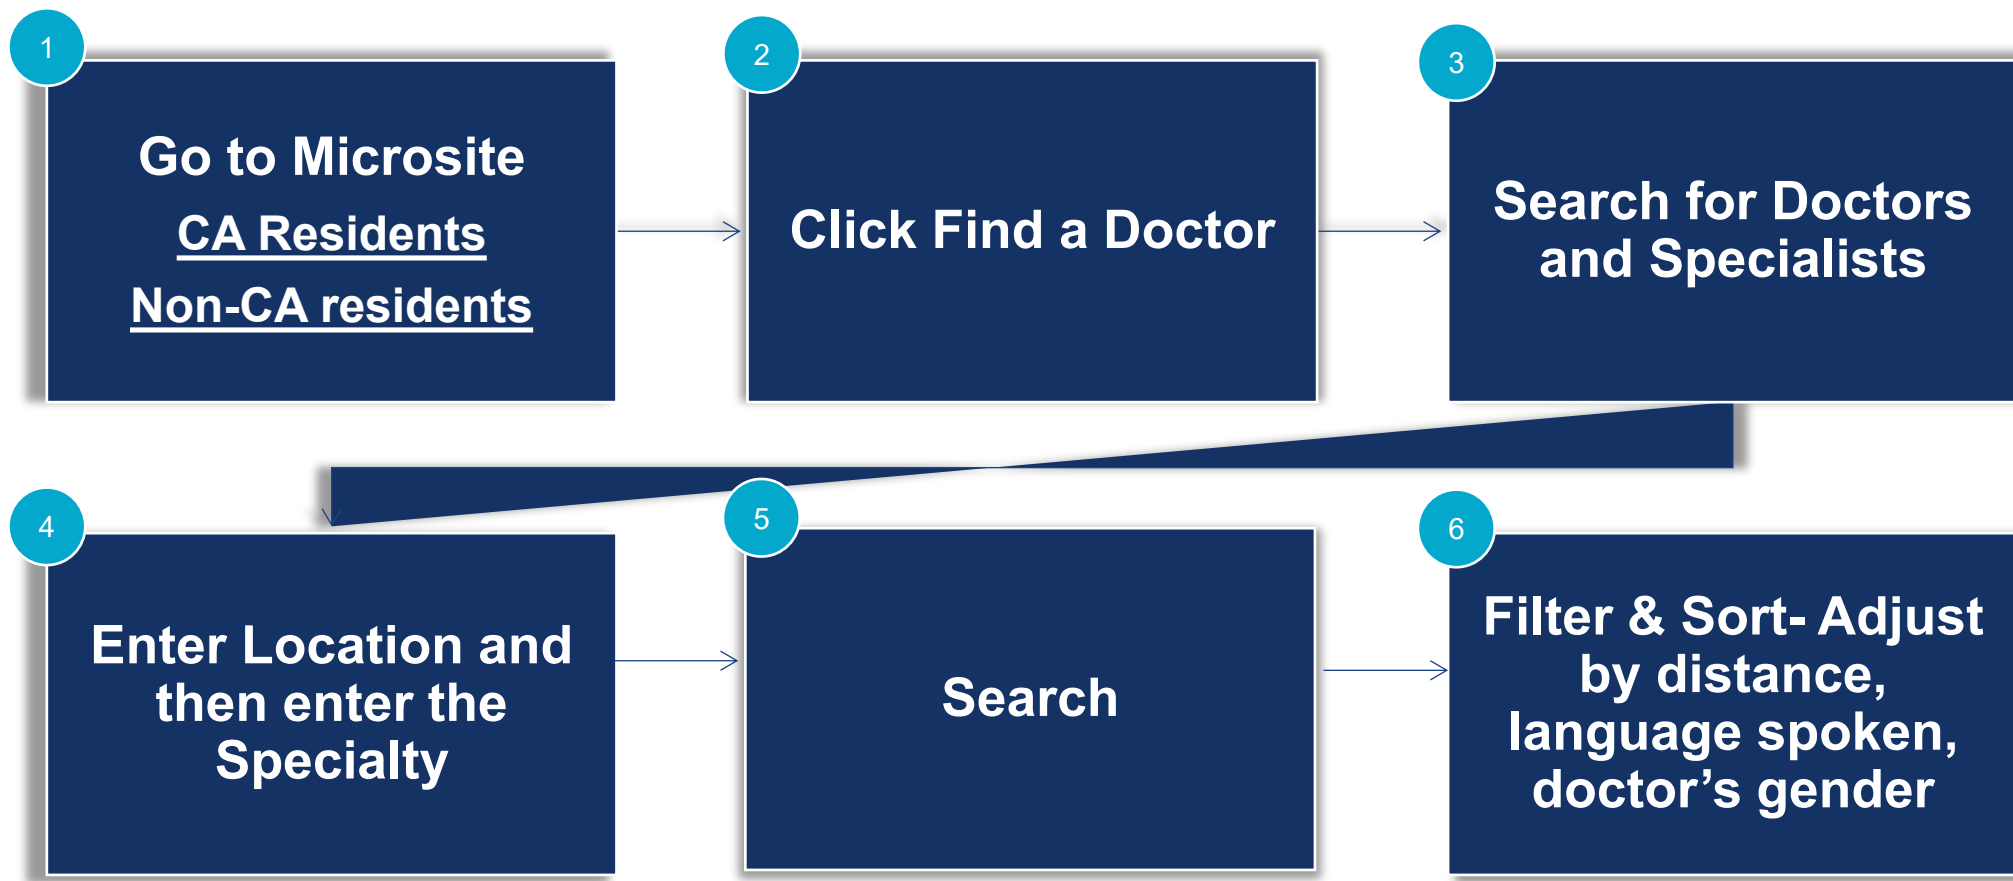 1
Go to Microsite
CA Residents
Non-CA residents
2
Click Find a Doctor
3
Search for Doctors
and Specialists
4
Enter Location and
then enter the
Specialty
5
Search
6
Filter & Sort- Adjust
by distance,
language spoken,
doctor’s gender